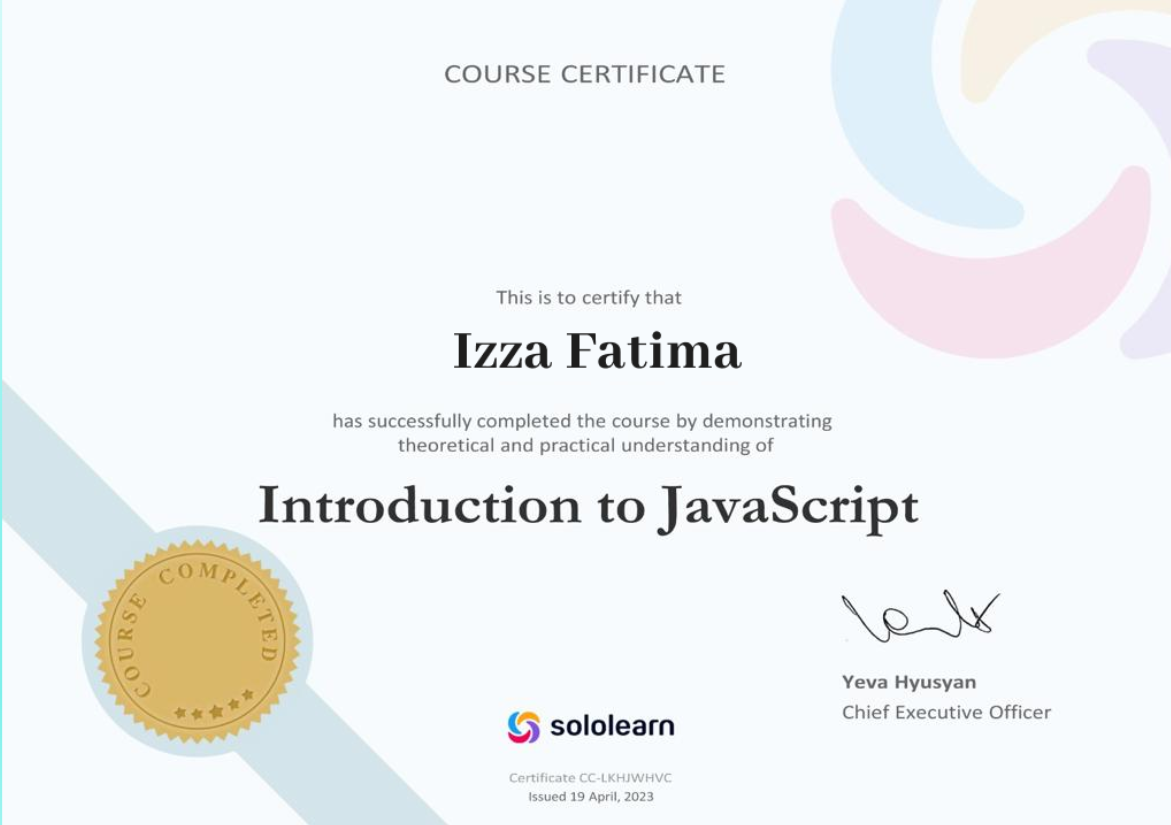 COURSE CERTIFICATE
This is to certify that
Izza Fatima
has successfully completed the course by demonstrating
theoretical and practical understanding of
Introduction to JavaScript
COURSE COMPLETED
Yeva Hyusyan
Chief Executive Officer
sololearn
Certificate CC-LKHJWHVC
Issued 19 April, 2023